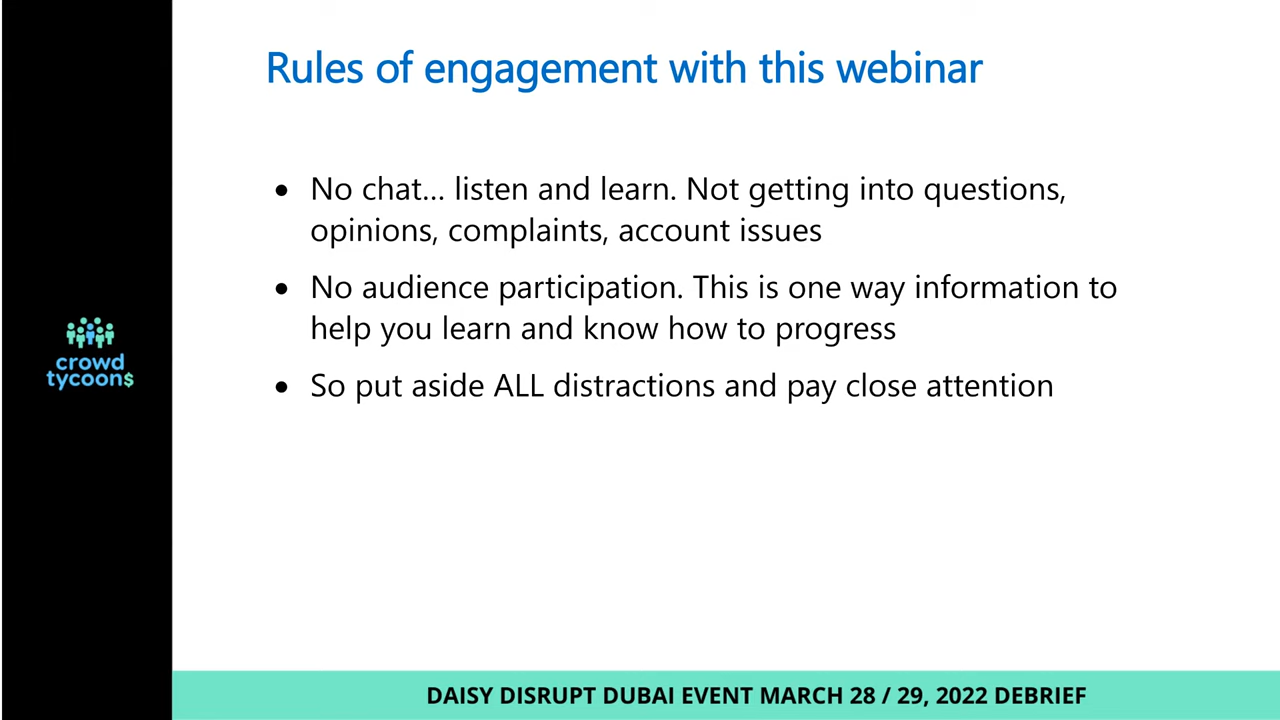 Rules of engagement with this webinar
No chat... listen and learn. Not getting into questions,
opinions, complaints, account issues
No audience participation. This is one way information to
help you learn and know how to progress
So put aside ALL distractions and pay close attention
crowd
tycoon$
DAISY DISRUPT DUBAI EVENT MARCH 28 / 29, 2022 DEBRIEF